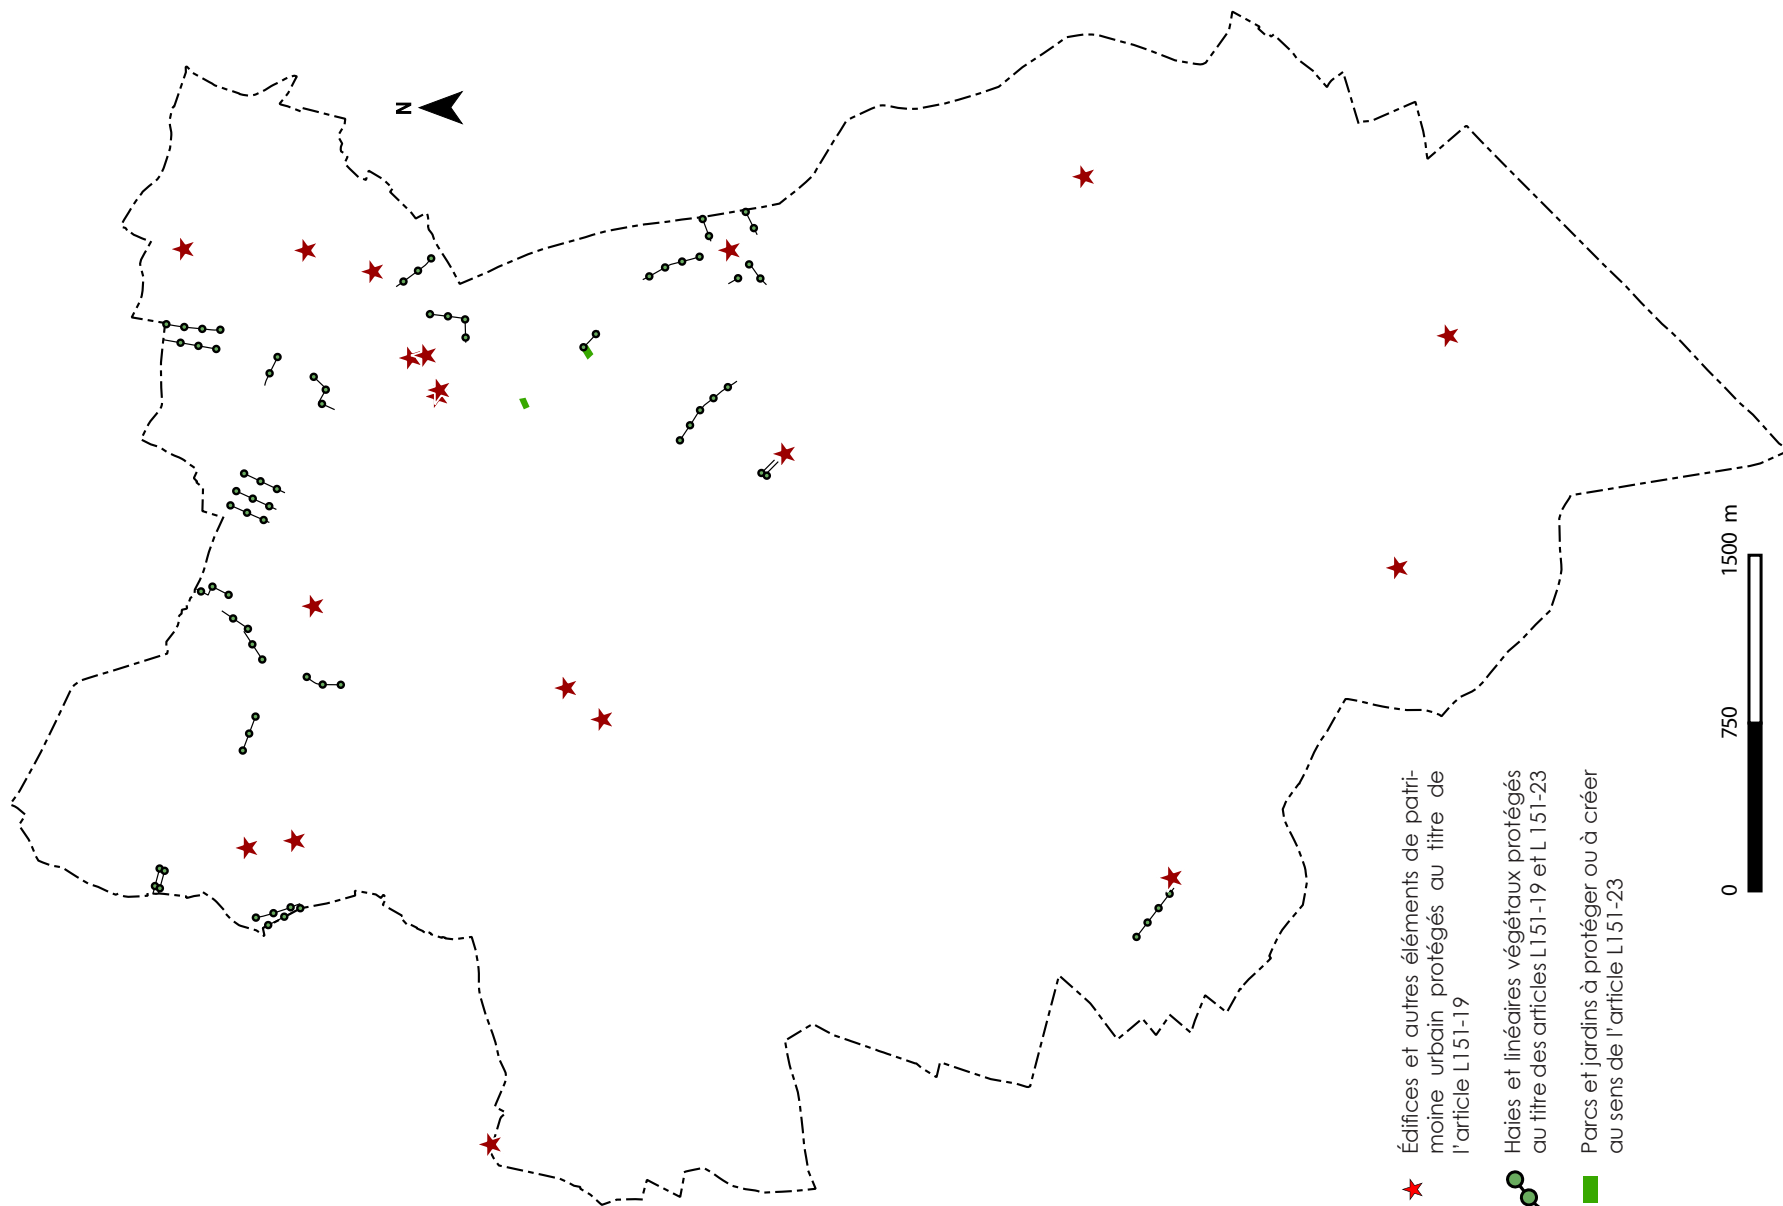 N
Édifices et autres éléments de patri-
moine urbain protégés au titre de
l'article L151-19
Haies et linéaires végétaux protégés
au titre des articles L151-19 et L 151-23
Parcs et jardins à protéger ou à créer
au sens de l'article L151-23
0 750 1500 m